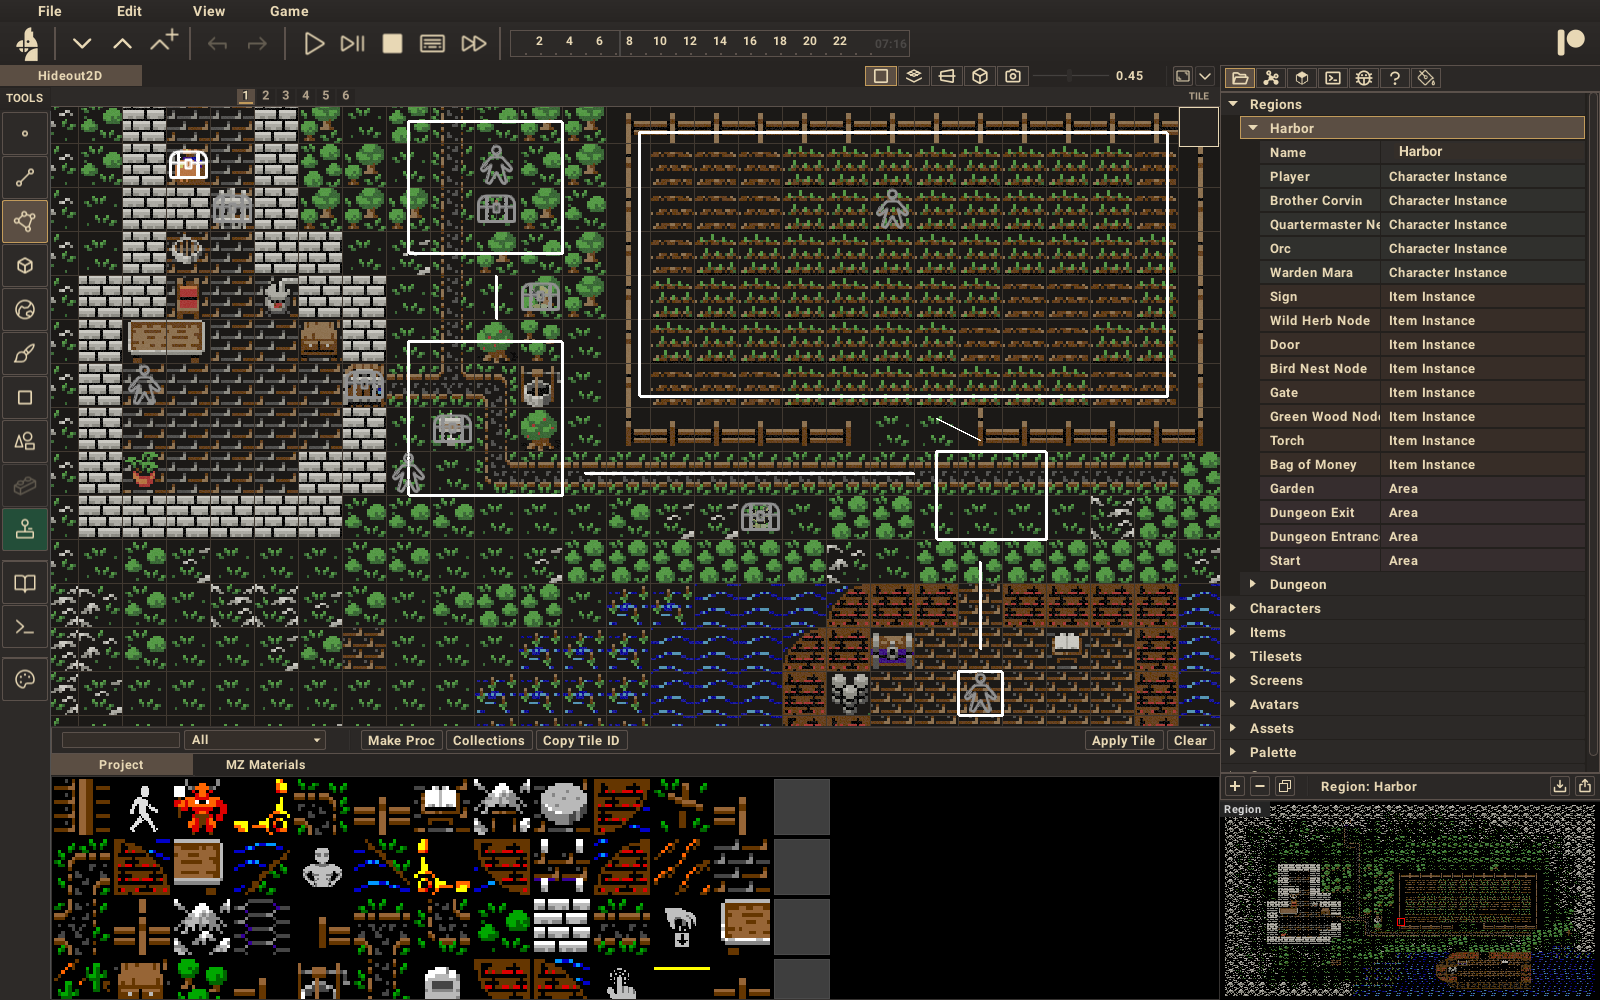 File Edit View Game
2 4 6 8 10 12 14 16 18 20 22 07:16
Hideout2D 0.45
TOOLS 1 2 3 4 5 6 TILE
Regions
Harbor
Name Harbor
Player Character Instance
Brother Corvin Character Instance
Quartermaster Ne Character Instance
Orc Character Instance
Warden Mara Character Instance
Sign Item Instance
Wild Herb Node Item Instance
Door Item Instance
Bird Nest Node Item Instance
Gate Item Instance
Green Wood Node Item Instance
Torch Item Instance
Bag of Money Item Instance
Garden Area
Dungeon Exit Area
Dungeon Entranc Area
Start Area
Dungeon
Characters
Items
Tilesets
Screens
Avatars
Assets
Palette
All Make Proc Collections Copy Tile ID Apply Tile Clear
Project MZ Materials
Region: Harbor
Region